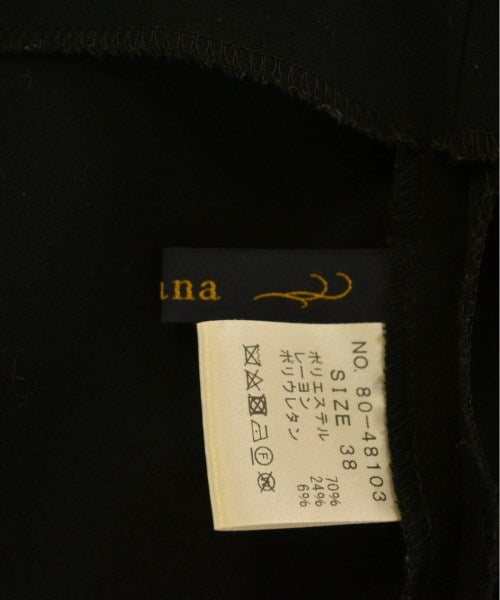 una
NO. 80-48103
SIZE 38
ポリエステル 70%
レーヨン 24%
ポリウレタン 6%
F